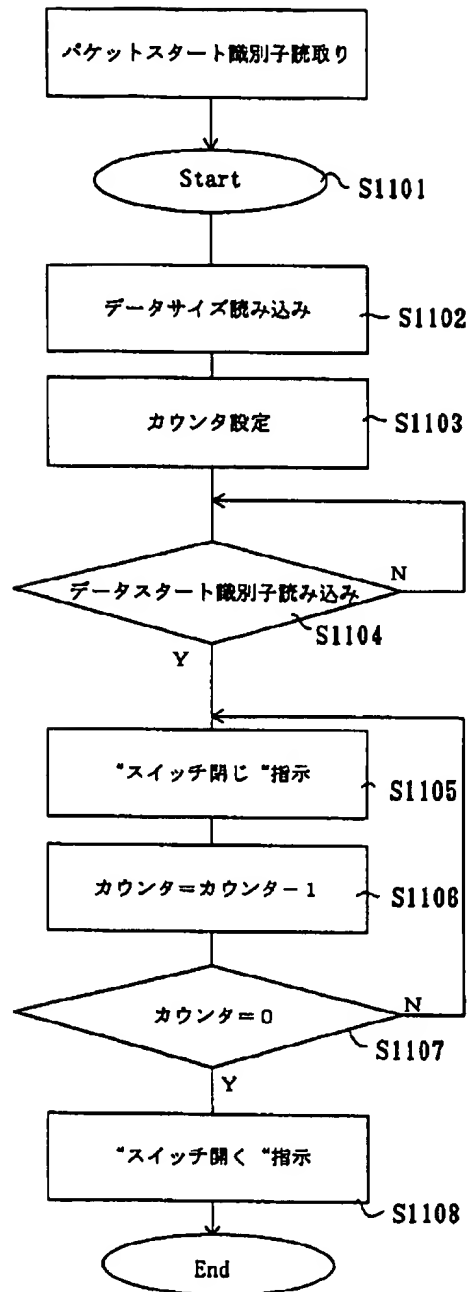 パケットスタート識別子読取り
Start
S1101
データサイズ読み込み
S1102
カウンタ設定
S1103
N
データスタート識別子読み込み
S1104
Y
“スイッチ閉じ“指示
S1105
カウンター＝カウンター－１
S1106
N
カウンタ＝0
S1107
Y
“スイッチ開く“指示
S1108
End